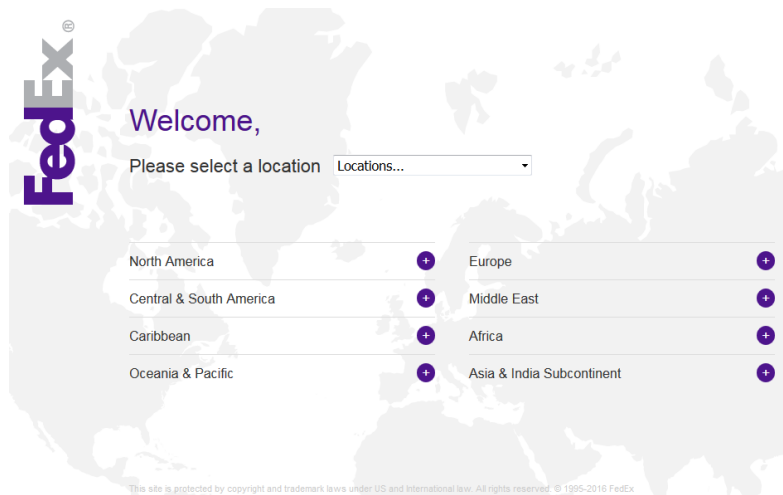 FedEx®
Welcome,
Please select a location Locations...
North America +
Europe +
Central & South America +
Middle East +
Caribbean +
Africa +
Oceania & Pacific +
Asia & India Subcontinent +
This site is protected by copyright and trademark laws under US and International law. All rights reserved. © 1995-2016 FedEx